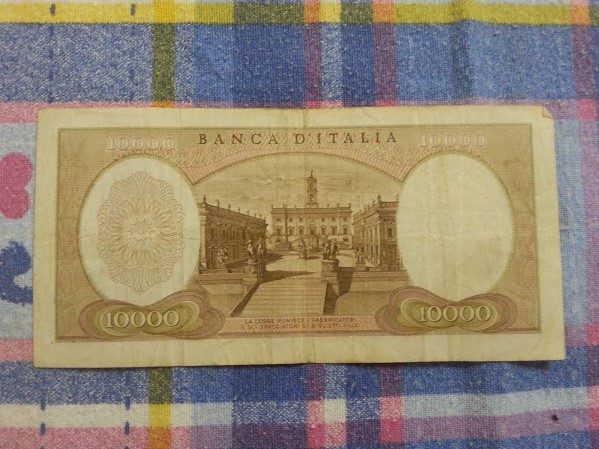 10000 BANCA D'ITALIA 10000
10000 10000
LA LEGGE PUNISCE I FABBRICATORI
E GLI SPACCIATORI DI BIGLIETTI FALSI